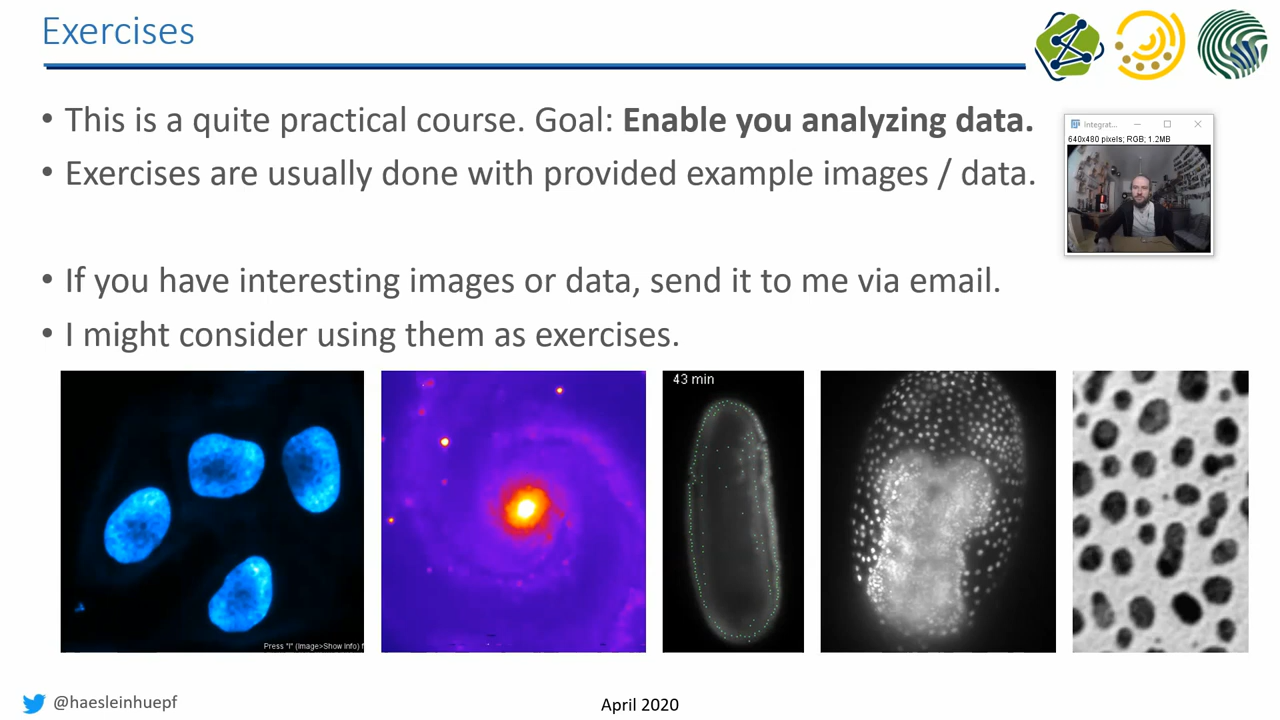 Exercises
• This is a quite practical course. Goal: Enable you analyzing data.
• Exercises are usually done with provided example images / data.
Integrat...
640x480 pixels; RGB; 1.2MB
• If you have interesting images or data, send it to me via email.
• I might consider using them as exercises.
43 min
Press "I" (Image>Show Info) f
@haesleinhuepf
April 2020